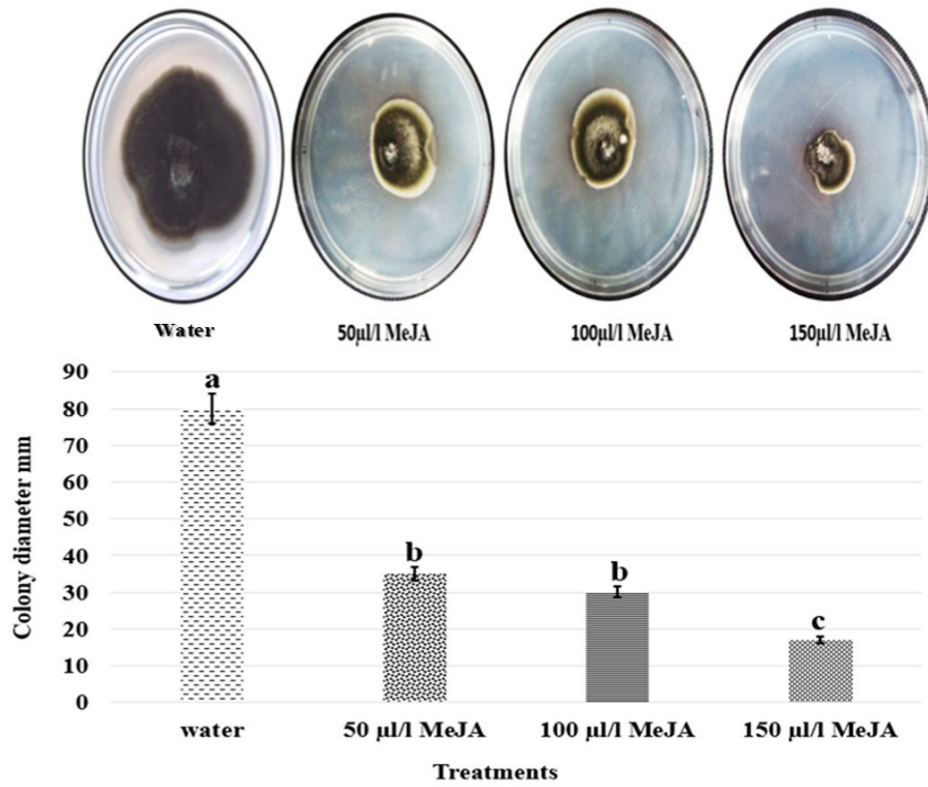 Water 50µl/l MeJA 100µl/l MeJA 150µl/l MeJA
90
80
70
60
50
40
30
20
10
0
Colony diameter mm
a
b
b
c
water 50 µl/l MeJA 100 µl/l MeJA 150 µl/l MeJA
Treatments